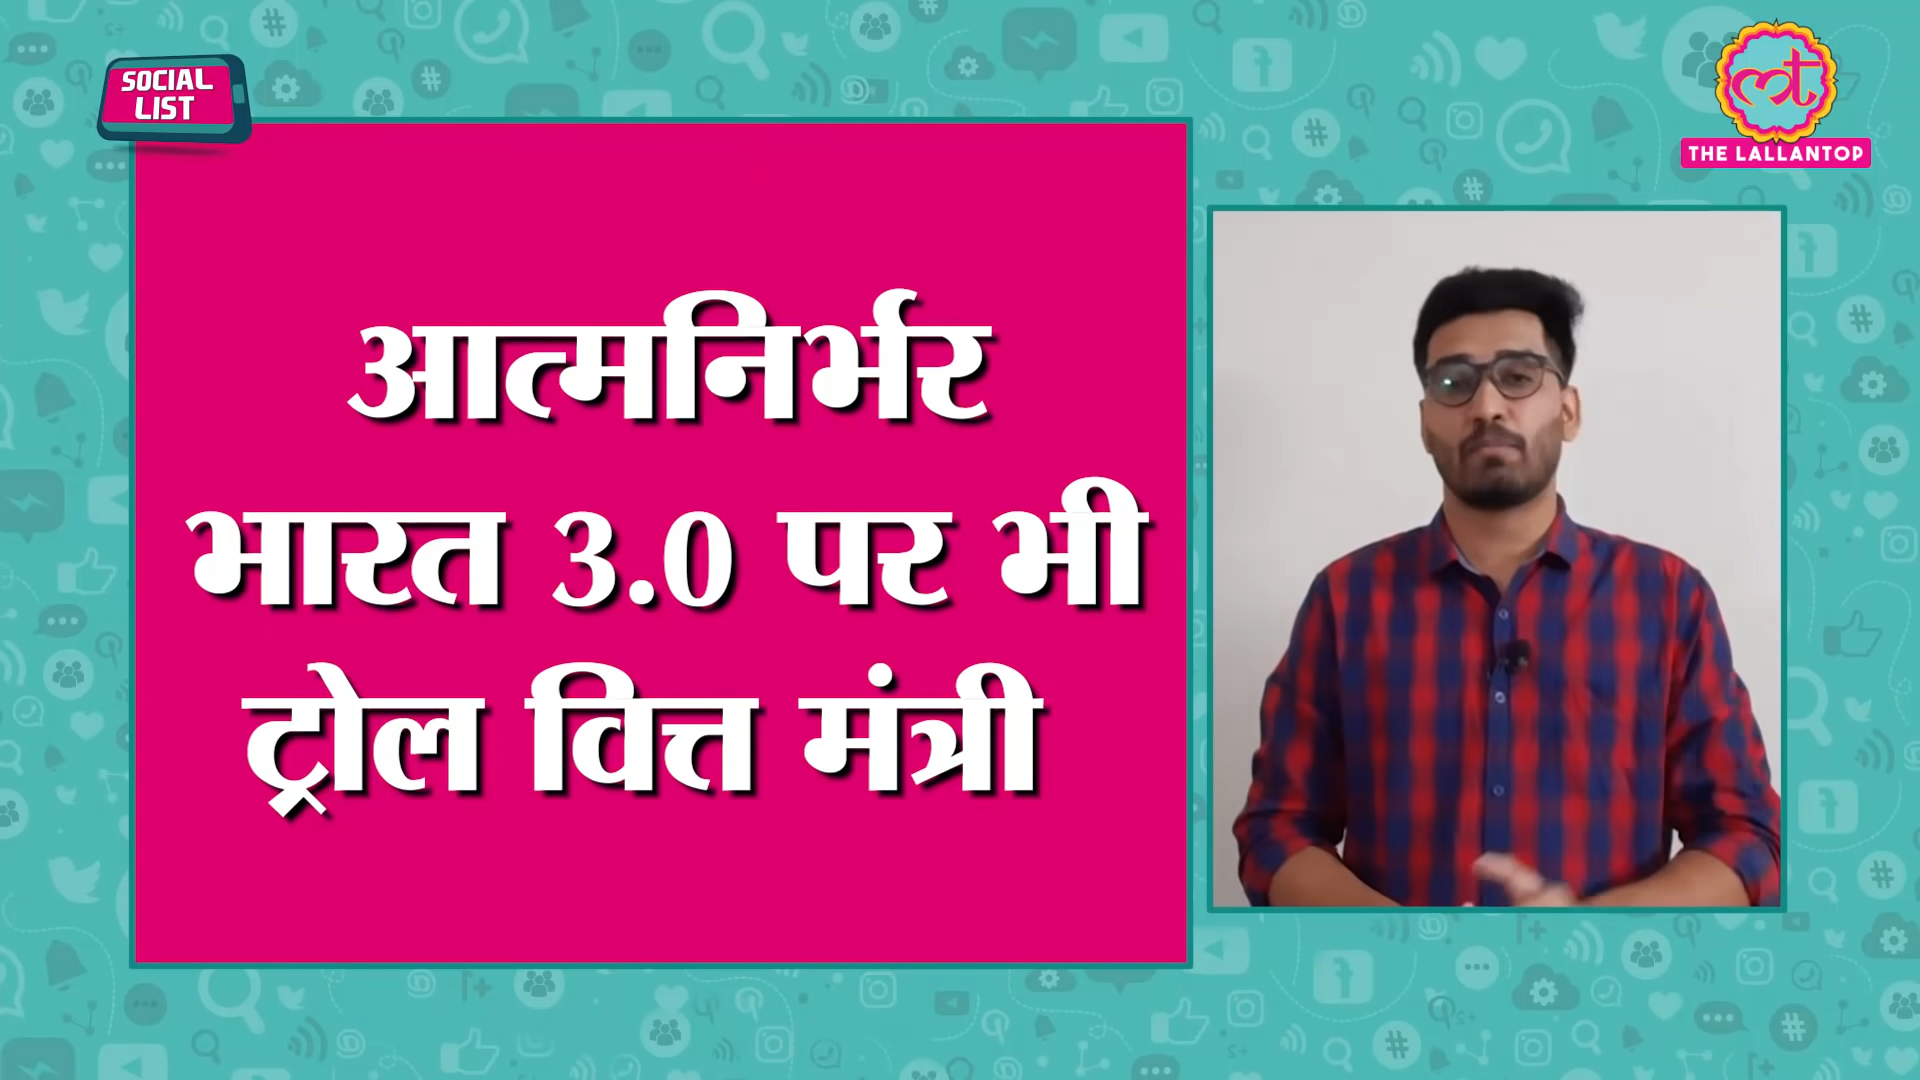 SOCIAL
LIST
THE LALLANTOP
आत्मनिर्भर
भारत 3.0 पर भी
ट्रोल वित्त मंत्री